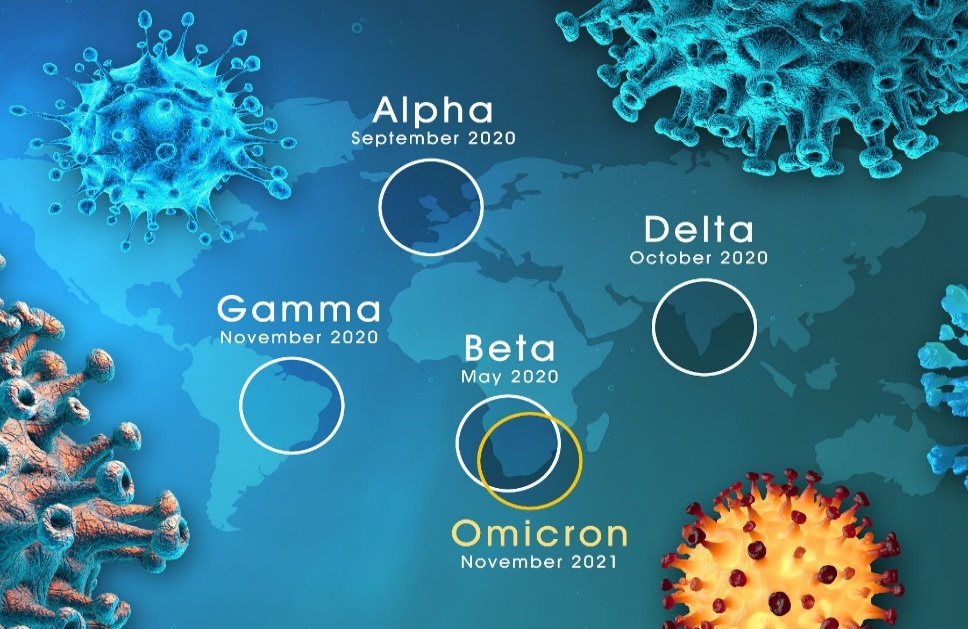 Alpha
September 2020
Delta
October 2020
Gamma
November 2020
Beta
May 2020
Omicron
November 2021